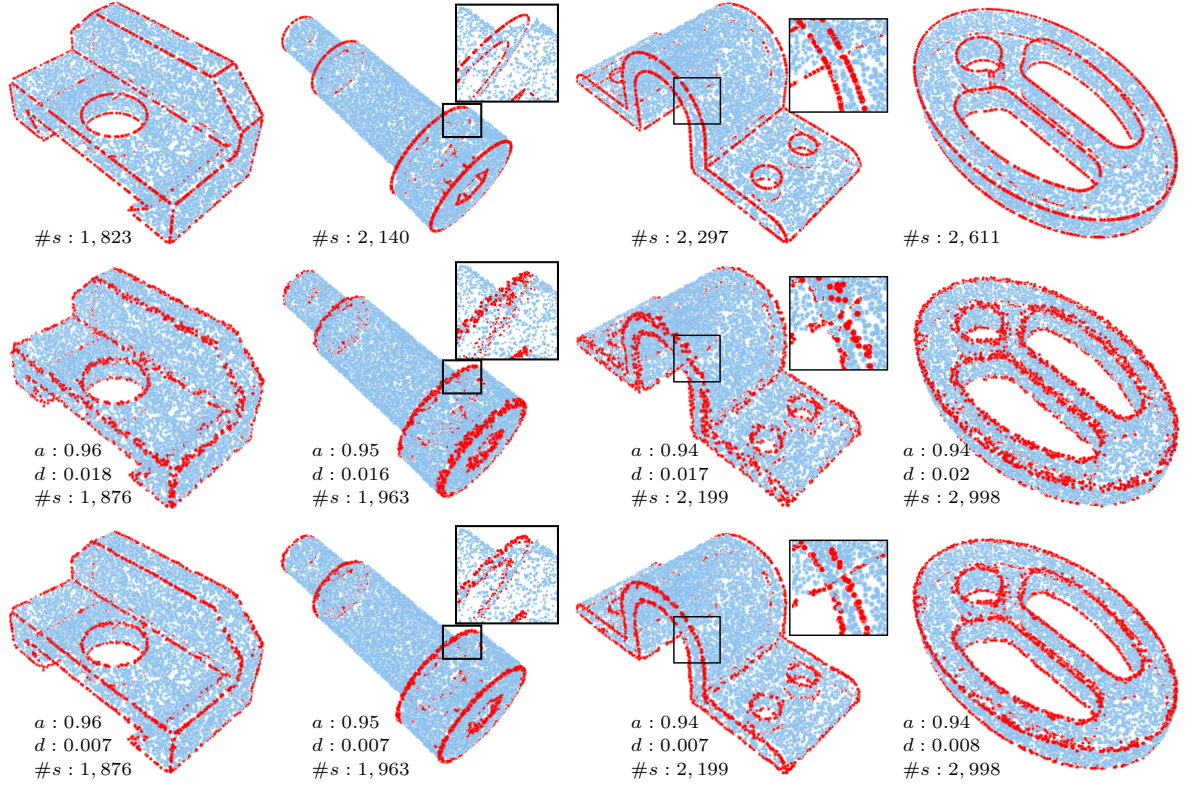 #s : 1, 823
#s : 2, 140
#s : 2, 297
#s : 2, 611
a : 0.96
d : 0.018
#s : 1, 876
a : 0.95
d : 0.016
#s : 1, 963
a : 0.94
d : 0.017
#s : 2, 199
a : 0.94
d : 0.02
#s : 2, 998
a : 0.96
d : 0.007
#s : 1, 876
a : 0.95
d : 0.007
#s : 1, 963
a : 0.94
d : 0.007
#s : 2, 199
a : 0.94
d : 0.008
#s : 2, 998